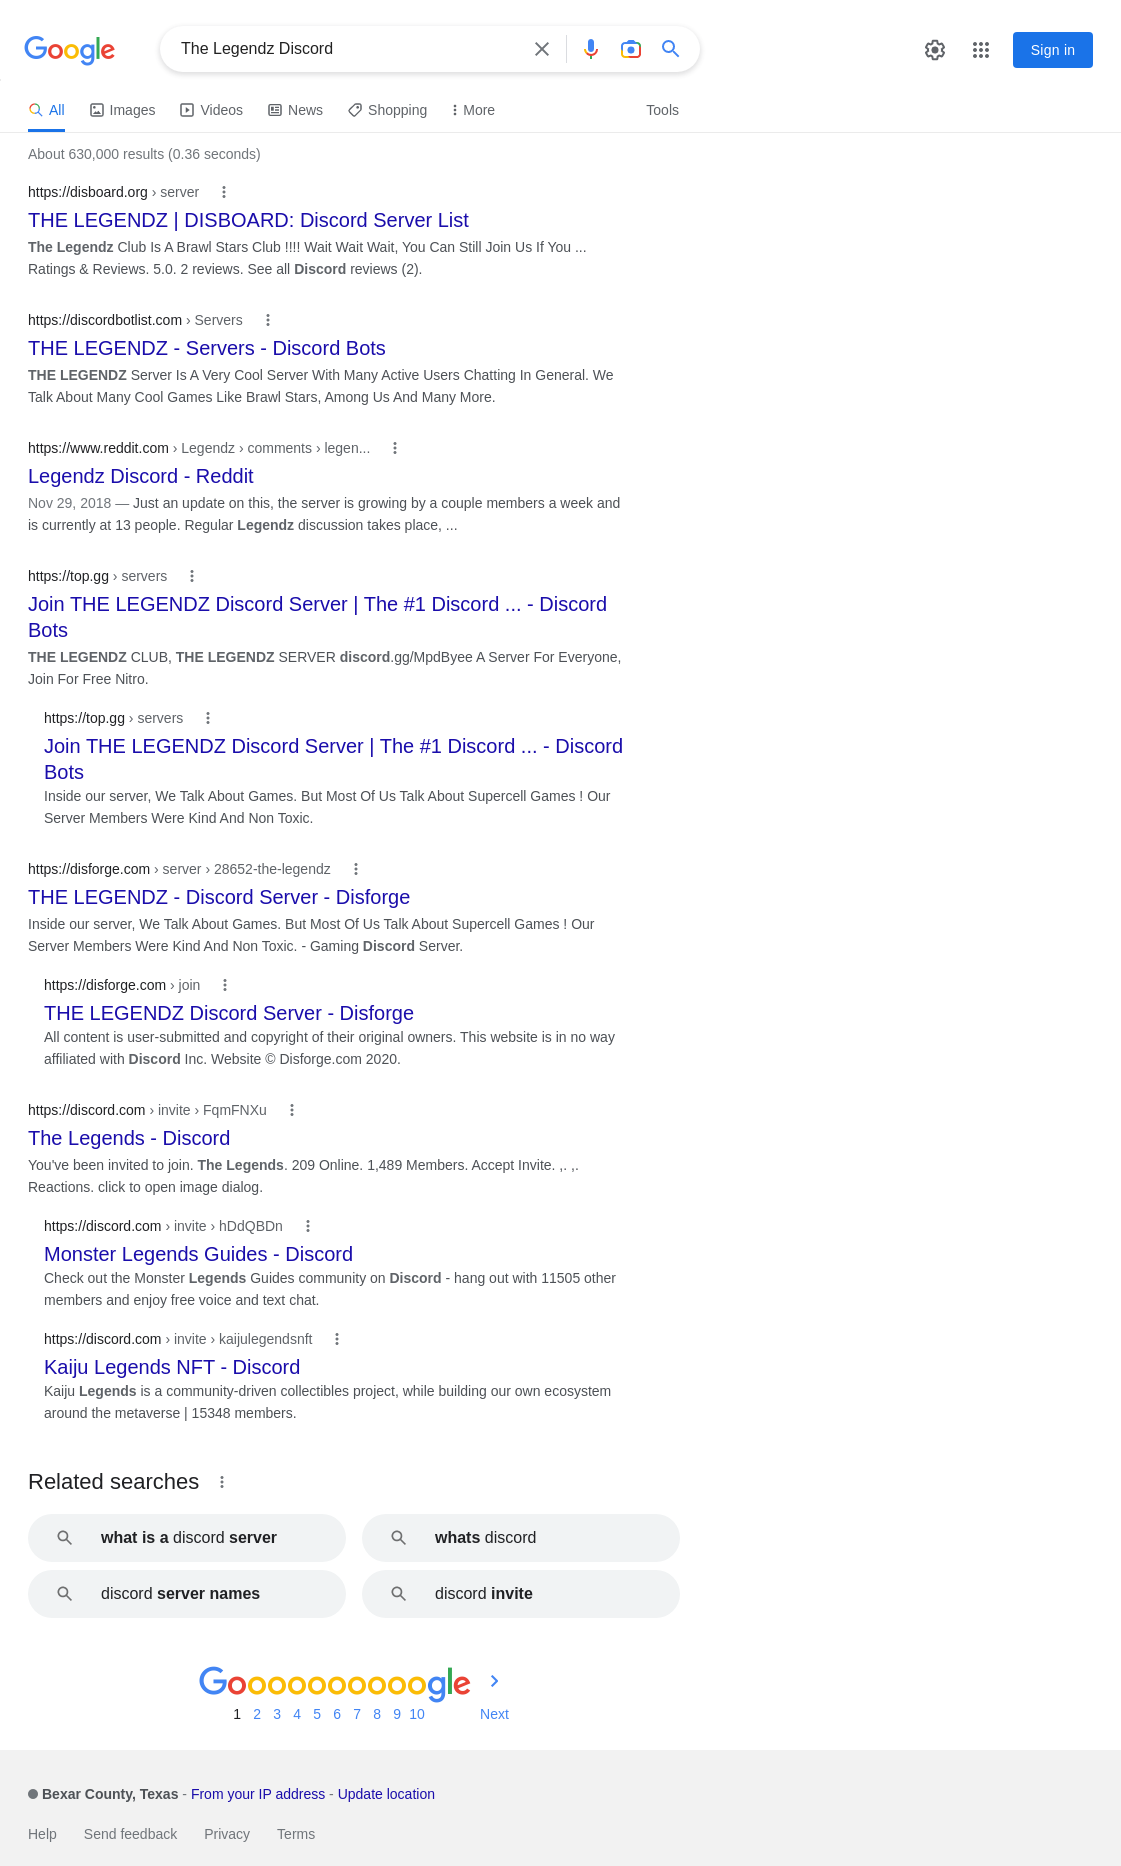 Google
The Legendz Discord
Sign in
All Images Videos News Shopping More Tools
About 630,000 results (0.36 seconds)
https://disboard.org › server
THE LEGENDZ | DISBOARD: Discord Server List
The Legendz Club Is A Brawl Stars Club !!!! Wait Wait Wait, You Can Still Join Us If You ...
Ratings & Reviews. 5.0. 2 reviews. See all Discord reviews (2).
https://discordbotlist.com › Servers
THE LEGENDZ - Servers - Discord Bots
THE LEGENDZ Server Is A Very Cool Server With Many Active Users Chatting In General. We
Talk About Many Cool Games Like Brawl Stars, Among Us And Many More.
https://www.reddit.com › Legendz › comments › legen...
Legendz Discord - Reddit
Nov 29, 2018 — Just an update on this, the server is growing by a couple members a week and
is currently at 13 people. Regular Legendz discussion takes place, ...
https://top.gg › servers
Join THE LEGENDZ Discord Server | The #1 Discord ... - Discord
Bots
THE LEGENDZ CLUB, THE LEGENDZ SERVER discord.gg/MpdByee A Server For Everyone,
Join For Free Nitro.
https://top.gg › servers
Join THE LEGENDZ Discord Server | The #1 Discord ... - Discord
Bots
Inside our server, We Talk About Games. But Most Of Us Talk About Supercell Games ! Our
Server Members Were Kind And Non Toxic.
https://disforge.com › server › 28652-the-legendz
THE LEGENDZ - Discord Server - Disforge
Inside our server, We Talk About Games. But Most Of Us Talk About Supercell Games ! Our
Server Members Were Kind And Non Toxic. - Gaming Discord Server.
https://disforge.com › join
THE LEGENDZ Discord Server - Disforge
All content is user-submitted and copyright of their original owners. This website is in no way
affiliated with Discord Inc. Website © Disforge.com 2020.
https://discord.com › invite › FqmFNXu
The Legends - Discord
You've been invited to join. The Legends. 209 Online. 1,489 Members. Accept Invite. ,. ,.
Reactions. click to open image dialog.
https://discord.com › invite › hDdQBDn
Monster Legends Guides - Discord
Check out the Monster Legends Guides community on Discord - hang out with 11505 other
members and enjoy free voice and text chat.
https://discord.com › invite › kaijulegendsnft
Kaiju Legends NFT - Discord
Kaiju Legends is a community-driven collectibles project, while building our own ecosystem
around the metaverse | 15348 members.
Related searches
what is a discord server
whats discord
discord server names
discord invite
Goooooooooogle
1 2 3 4 5 6 7 8 9 10 Next
Bexar County, Texas - From your IP address - Update location
Help Send feedback Privacy Terms